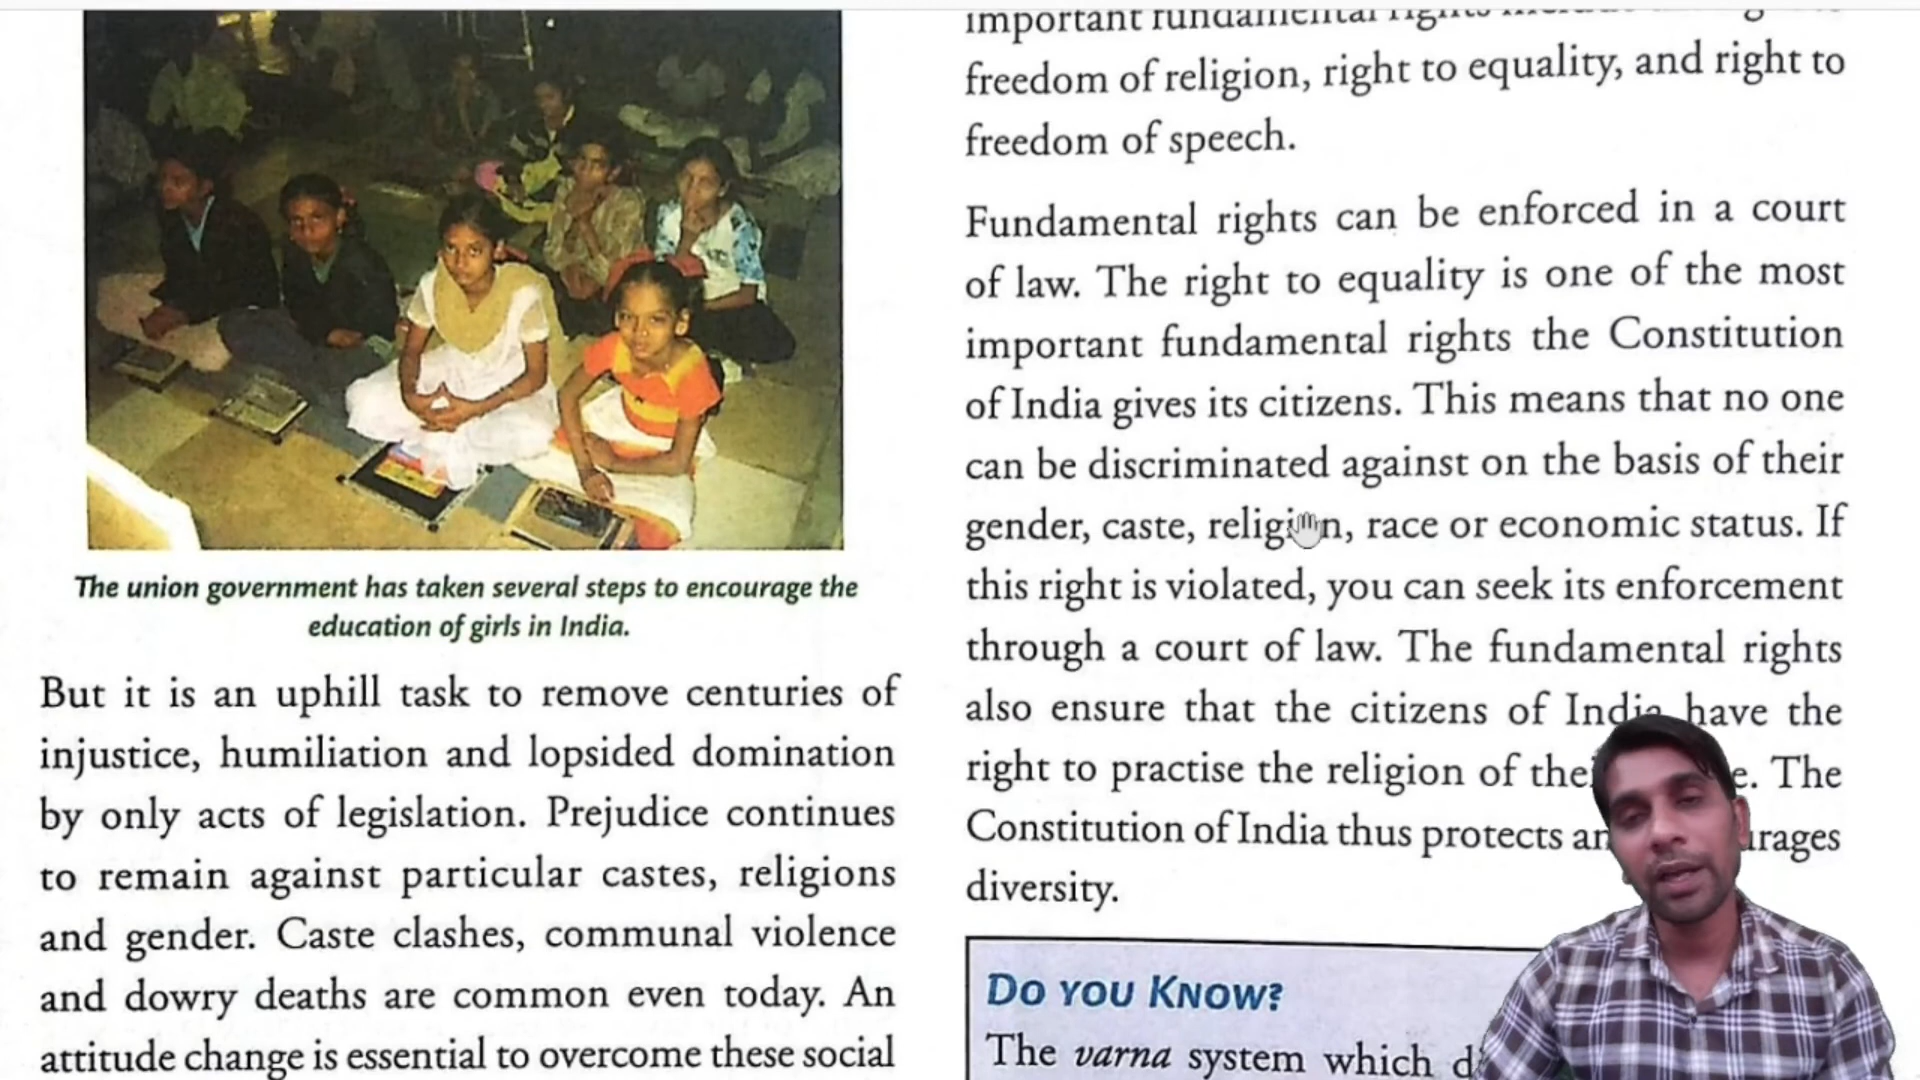 The union government has taken several steps to encourage the
education of girls in India.
But it is an uphill task to remove centuries of
injustice, humiliation and lopsided domination
by only acts of legislation. Prejudice continues
to remain against particular castes, religions
and gender. Caste clashes, communal violence
and dowry deaths are common even today. An
attitude change is essential to overcome these social
important fundamental rights
freedom of religion, right to equality, and right to
freedom of speech.
Fundamental rights can be enforced in a court
of law. The right to equality is one of the most
important fundamental rights the Constitution
of India gives its citizens. This means that no one
can be discriminated against on the basis of their
gender, caste, religion, race or economic status. If
this right is violated, you can seek its enforcement
through a court of law. The fundamental rights
also ensure that the citizens of India have the
right to practise the religion of The
Constitution of India thus protects
diversity.
DO YOU KNOW?
The varna system which